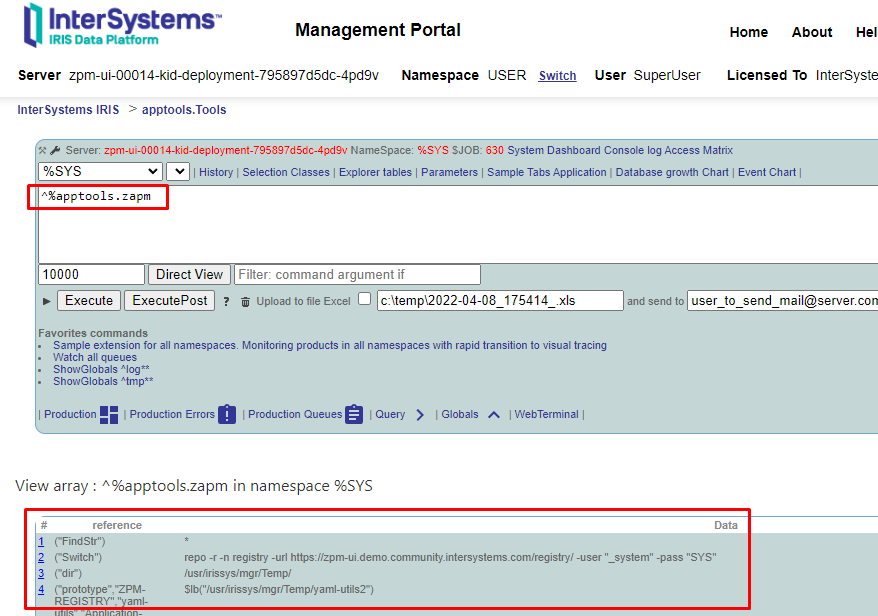 InterSystems™
IRIS Data Platform
Management Portal
Home About Hel
Server zpm-ui-00014-kid-deployment-795897d5dc-4pd9v Namespace USER Switch User SuperUser Licensed To InterSyste
InterSystems IRIS > apptools.Tools
Server: zpm-ui-00014-kid-deployment-795897d5dc-4pd9v NameSpace: %SYS $JOB: 630 System Dashboard Console log Access Matrix
%SYS | History | Selection Classes | Explorer tables | Parameters | Sample Tabs Application | Database growth Chart | Event Chart |
^%apptools.zapm
10000 Direct View Filter: command argument if
► Execute ExecutePost ? Upload to file Excel c:\temp\2022-04-08_175414_.xls and send to user_to_send_mail@server.com
Favorites commands
• Sample extension for all namespaces. Monitoring products in all namespaces with rapid transition to visual tracing
• Watch all queues
• ShowGlobals ^log**
• ShowGlobals ^tmp**
| Production | Production Errors | Production Queues | Query | Globals | WebTerminal |
View array : ^%apptools.zapm in namespace %SYS
# reference Data
1 ("FindStr") *
2 ("Switch") repo -r -n registry -url https://zpm-ui.demo.community.intersystems.com/registry/ -user "_system" -pass "SYS"
3 ("dir") /usr/irissys/mgr/Temp/
4 ("prototype","ZPM- $lb("/usr/irissys/mgr/Temp/yaml-utils2")
REGISTRY","yaml-
utils","Application-